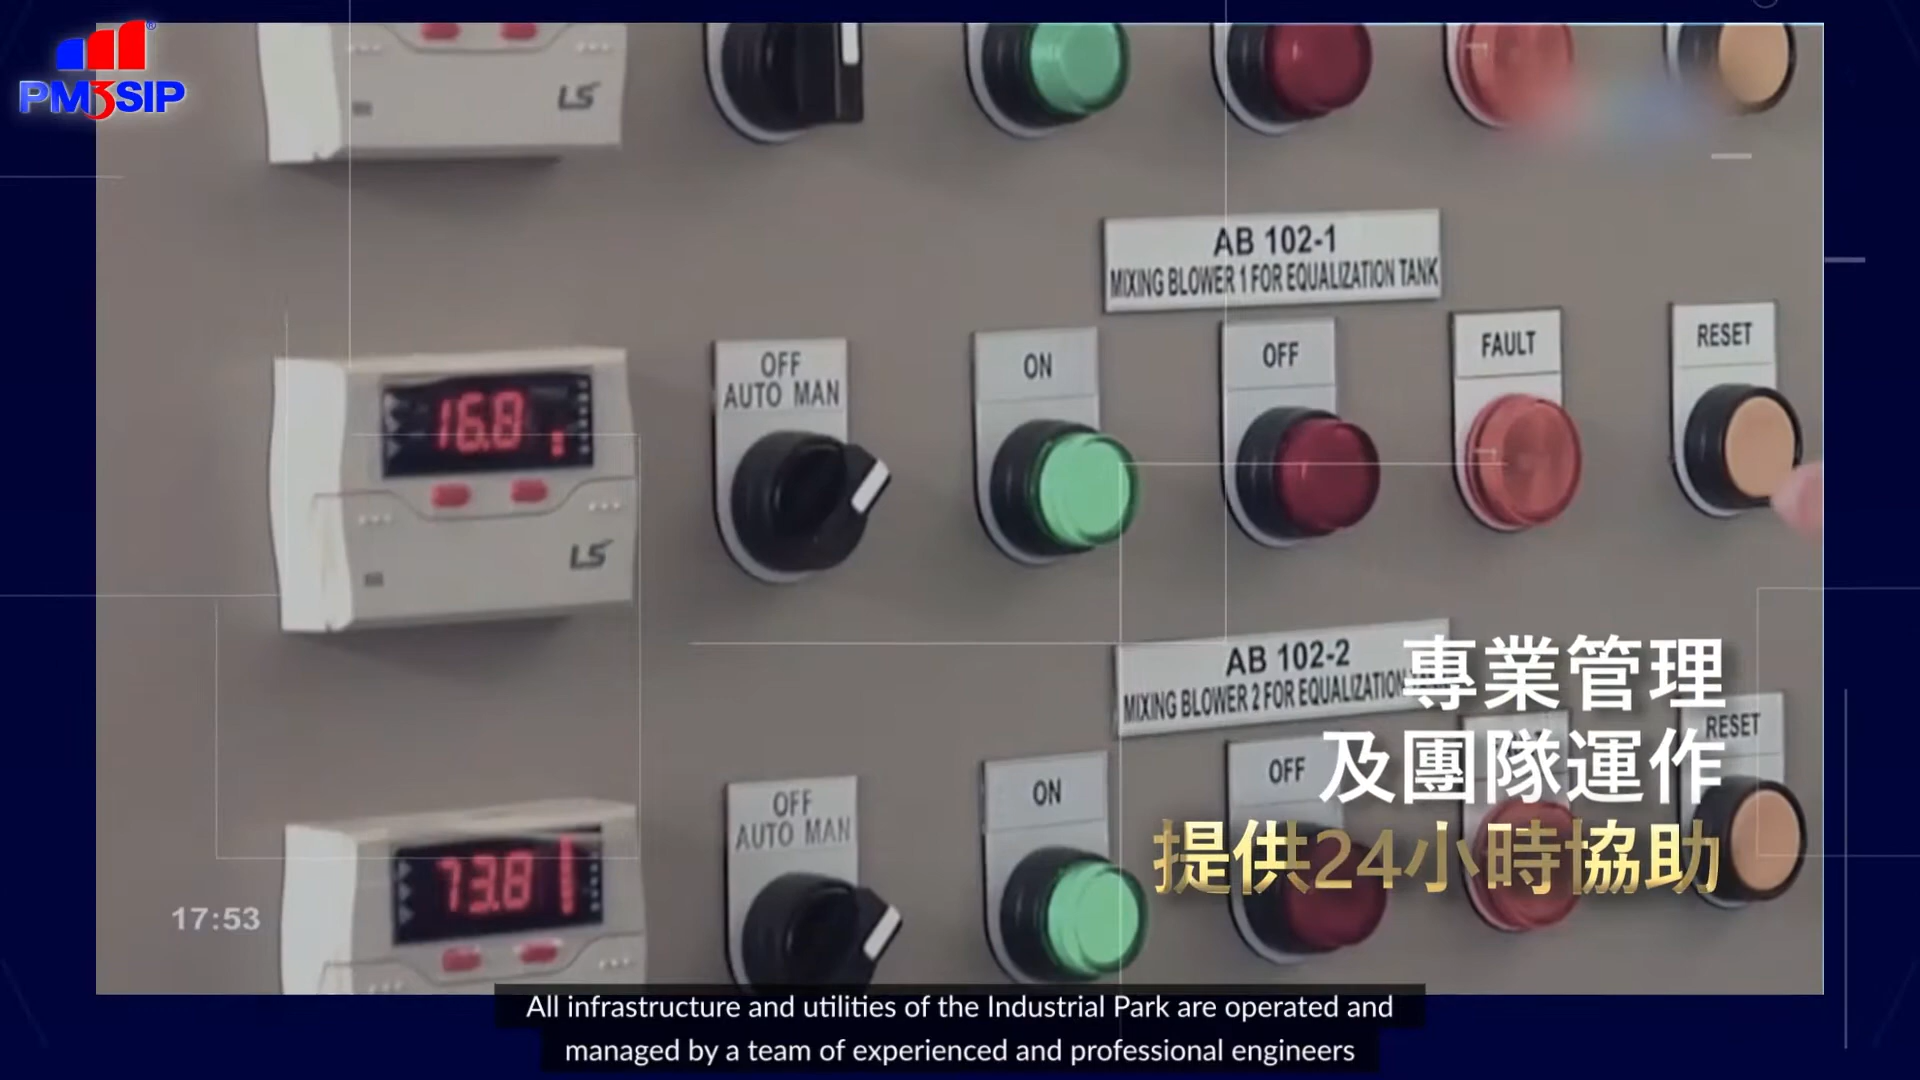 PM3SIP
LS
AB 102-1
MIXING BLOWER 1 FOR EQUALIZATION TANK
OFF
AUTO MAN
ON
OFF
FAULT
RESET
16.8
LS
AB 102-2
MIXING BLOWER 2 FOR EQUALIZATION
專業管理
及團隊運作
提供24小時協助
OFF
AUTO MAN
ON
OFF
RESET
73.8
17:53
All infrastructure and utilities of the Industrial Park are operated and
managed by a team of experienced and professional engineers